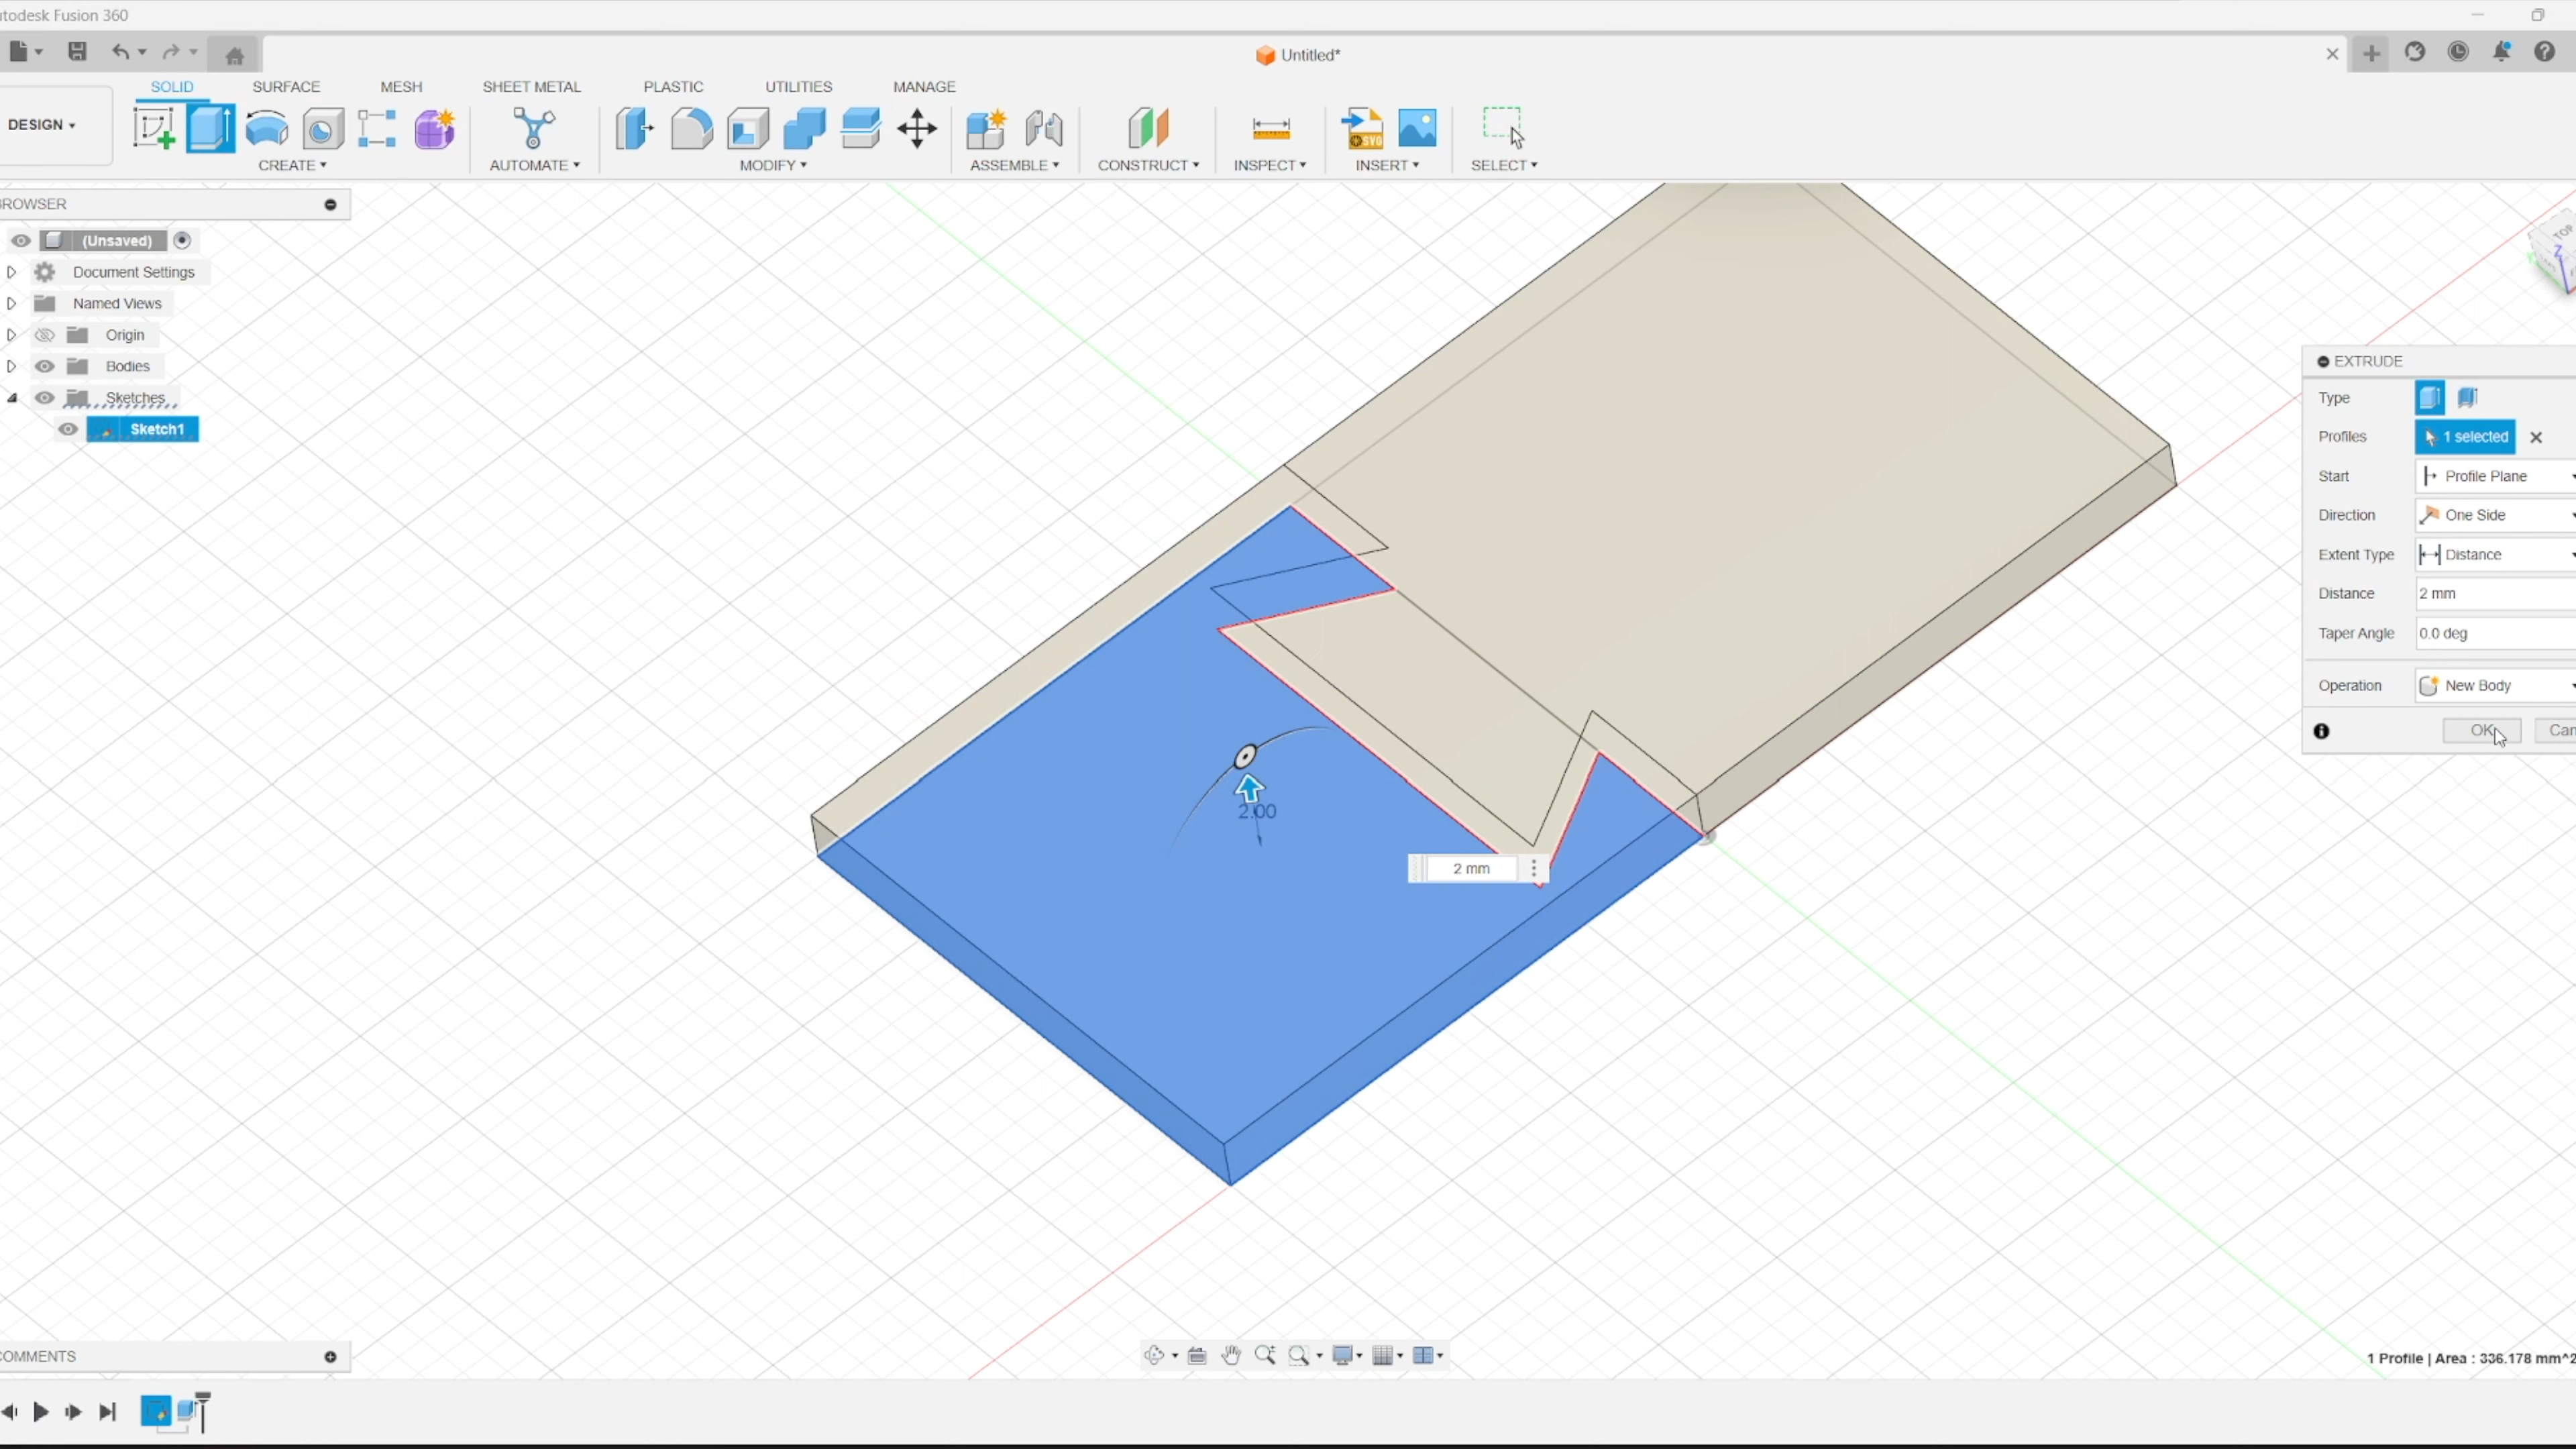 utodesk Fusion 360
Untitled*
SOLID SURFACE MESH SHEET METAL PLASTIC UTILITIES MANAGE
DESIGN
SVG
CREATE AUTOMATE MODIFY ASSEMBLE CONSTRUCT INSPECT INSERT SELECT
ROWSER
(Unsaved)
Document Settings
Named Views
Origin
Bodies
Sketches
Sketch1
TOP
Z
EXTRUDE
Type
Profiles 1 selected
Start Profile Plane
Direction One Side
Extent Type Distance
Distance 2 mm
Taper Angle 0.0 deg
Operation New Body
OK Can
2.00
2 mm
OMMENTS
1 Profile | Area : 336.178 mm^2